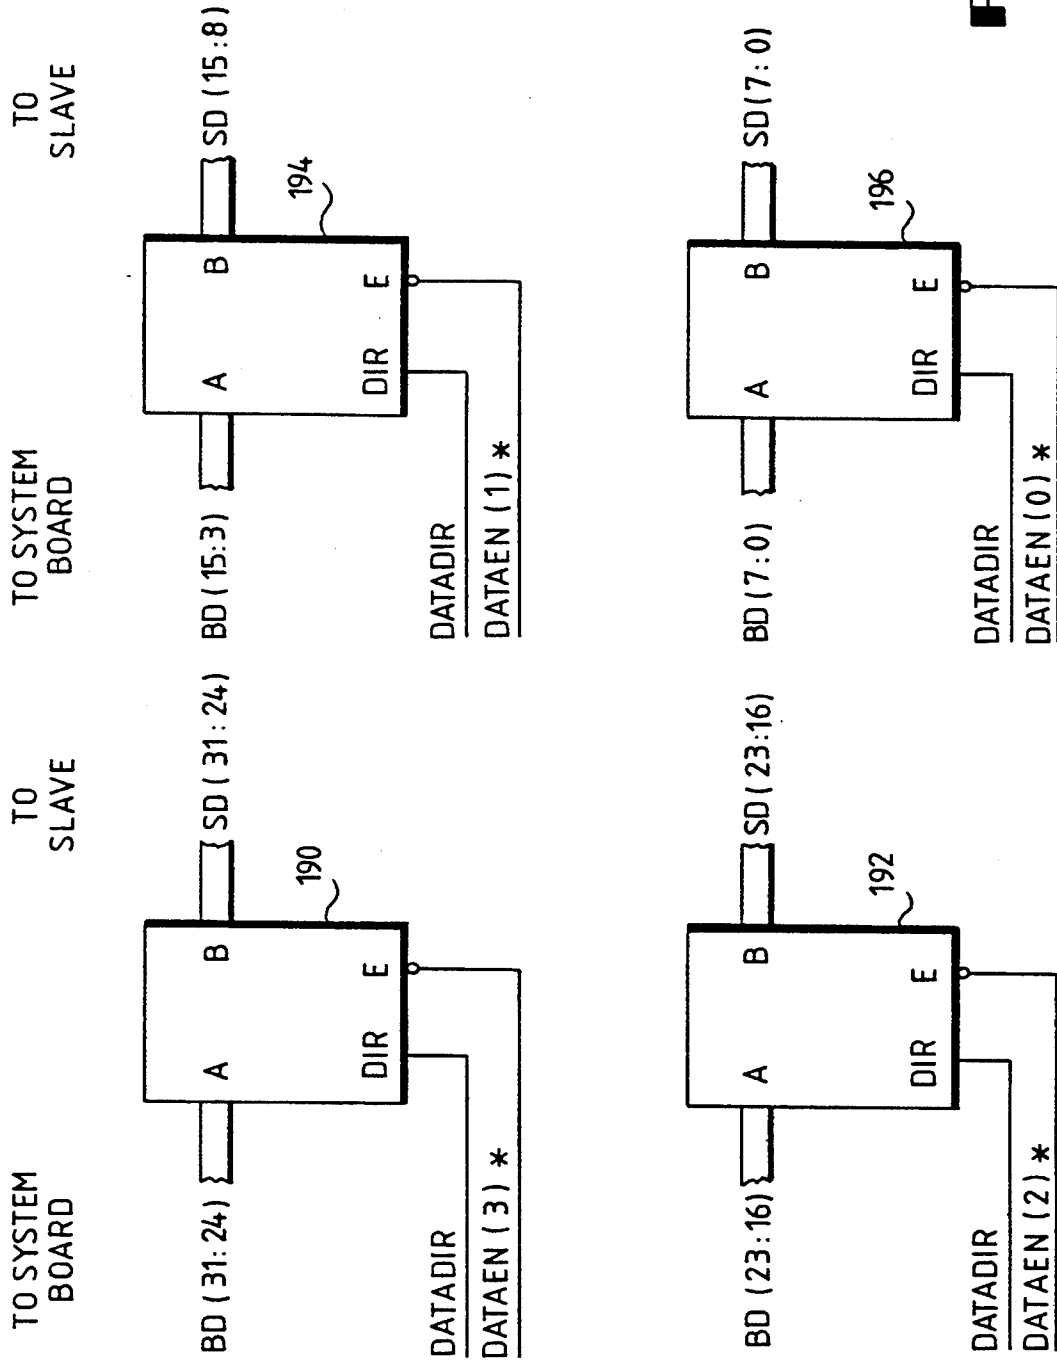 TO SYSTEM
BOARD
TO
SLAVE
BD (31:24)
SD (31:24)
A
B
DIR
E
190
DATADIR
DATAEN (3) *
BD (23:16)
SD (23:16)
A
B
DIR
E
192
DATADIR
DATAEN (2) *
TO SYSTEM
BOARD
TO
SLAVE
BD (15:3)
SD (15:8)
A
B
DIR
E
194
DATADIR
DATAEN (1) *
BD (7:0)
SD (7:0)
A
B
DIR
E
196
DATADIR
DATAEN (0) *